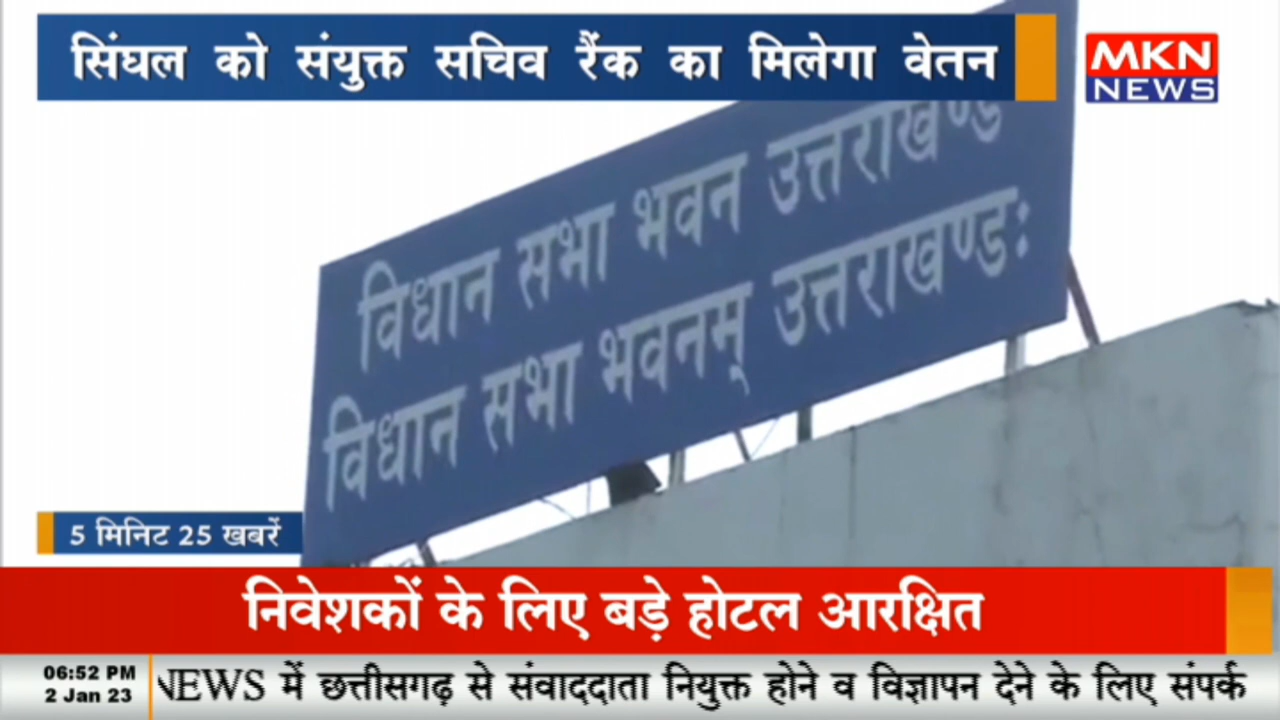 सिंघल को संयुक्त सचिव रैंक का मिलेगा वेतन
MKN
NEWS
विधान सभा भवन उत्तराखण्ड
विधान सभा भवनम् उत्तराखण्डः
5 मिनिट 25 खबरें
निवेशकों के लिए बड़े होटल आरक्षित
06:52 PM
2 Jan 23
NEWS में छत्तीसगढ़ से संवाददाता नियुक्त होने व विज्ञापन देने के लिए संपर्क